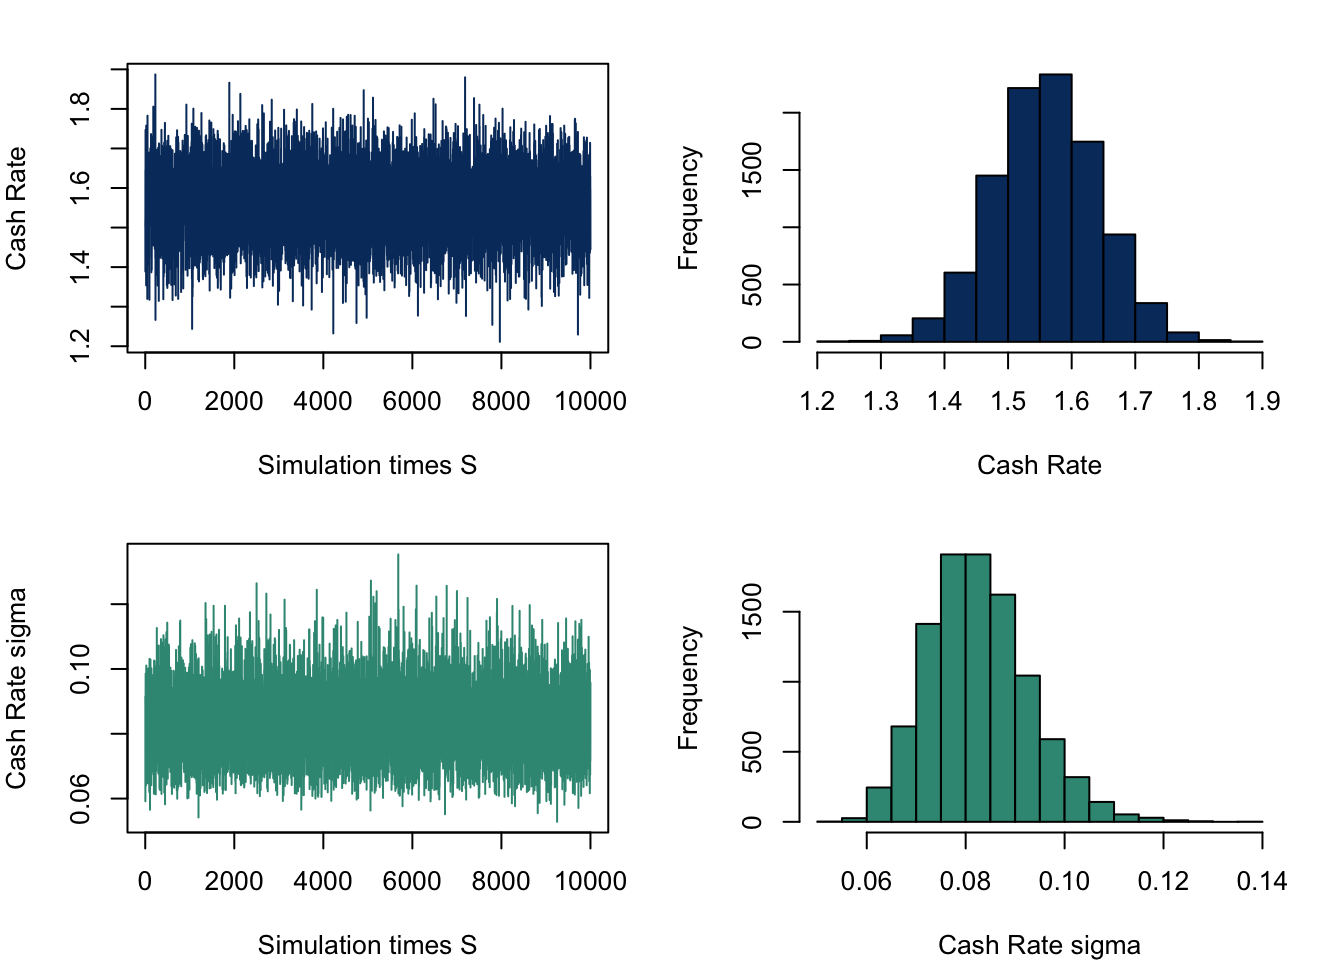 Cash Rate
1.2 1.4 1.6 1.8
0 2000 4000 6000 8000 10000
Simulation times S
Frequency
0 500 1500
1.2 1.3 1.4 1.5 1.6 1.7 1.8 1.9
Cash Rate
Cash Rate sigma
0.06 0.10
0 2000 4000 6000 8000 10000
Simulation times S
Frequency
0 500 1500
0.06 0.08 0.10 0.12 0.14
Cash Rate sigma